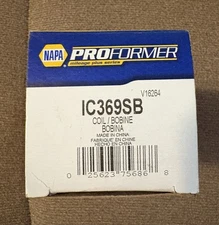 NAPA PROFORMER
mileage plus series
V16264
IC369SB
COIL / BOBINE
BOBINA
MADE IN CHINA
FABRIQUÉ EN CHINE
HECHO EN CHINA
0 25623 75686 8